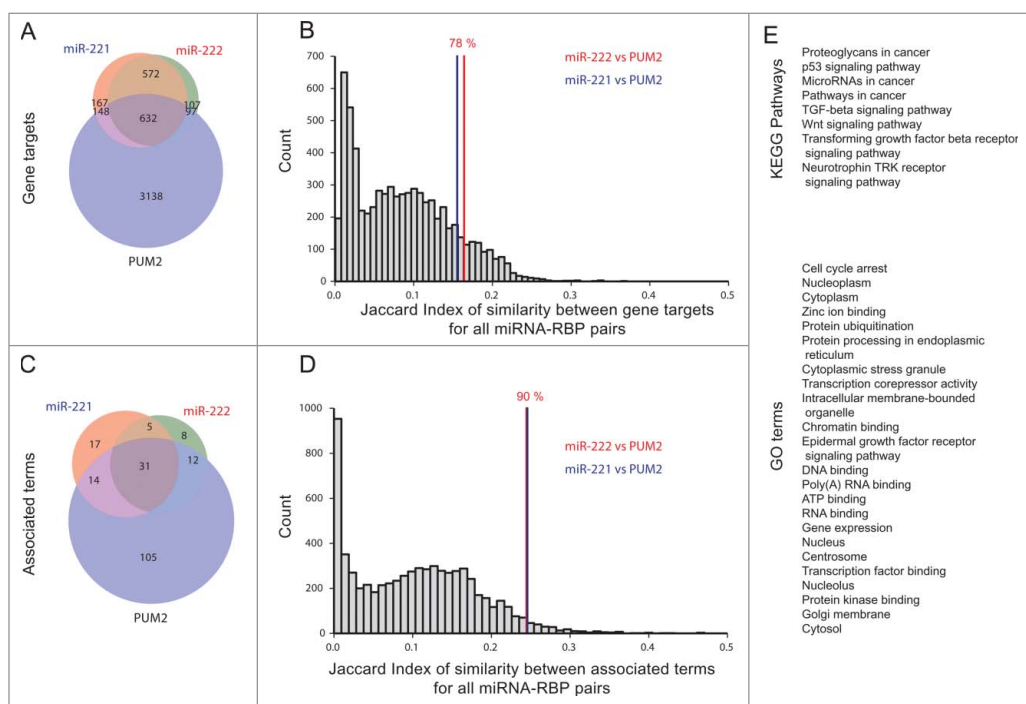 A
miR-221
miR-222
572
167
107
148
97
632
3138
PUM2
Gene targets
B
78 %
miR-222 vs PUM2
miR-221 vs PUM2
700
600
500
400
300
200
100
0
Count
0.0
0.1
0.2
0.3
0.4
0.5
Jaccard Index of similarity between gene targets
for all miRNA-RBP pairs
C
miR-221
miR-222
5
17
8
31
12
14
105
PUM2
Associated terms
D
90 %
miR-222 vs PUM2
miR-221 vs PUM2
1000
800
600
400
200
0
Count
0.0
0.1
0.2
0.3
0.4
0.5
Jaccard Index of similarity between associated terms
for all miRNA-RBP pairs
E
KEGG Pathways
Proteoglycans in cancer
p53 signaling pathway
MicroRNAs in cancer
Pathways in cancer
TGF-beta signaling pathway
Wnt signaling pathway
Transforming growth factor beta receptor
signaling pathway
Neurotrophin TRK receptor
signaling pathway
GO terms
Cell cycle arrest
Nucleoplasm
Cytoplasm
Zinc ion binding
Protein ubiquitination
Protein processing in endoplasmic
reticulum
Cytoplasmic stress granule
Transcription corepressor activity
Intracellular membrane-bounded
organelle
Chromatin binding
Epidermal growth factor receptor
signaling pathway
DNA binding
Poly(A) RNA binding
ATP binding
RNA binding
Gene expression
Nucleus
Centrosome
Transcription factor binding
Nucleolus
Protein kinase binding
Golgi membrane
Cytosol